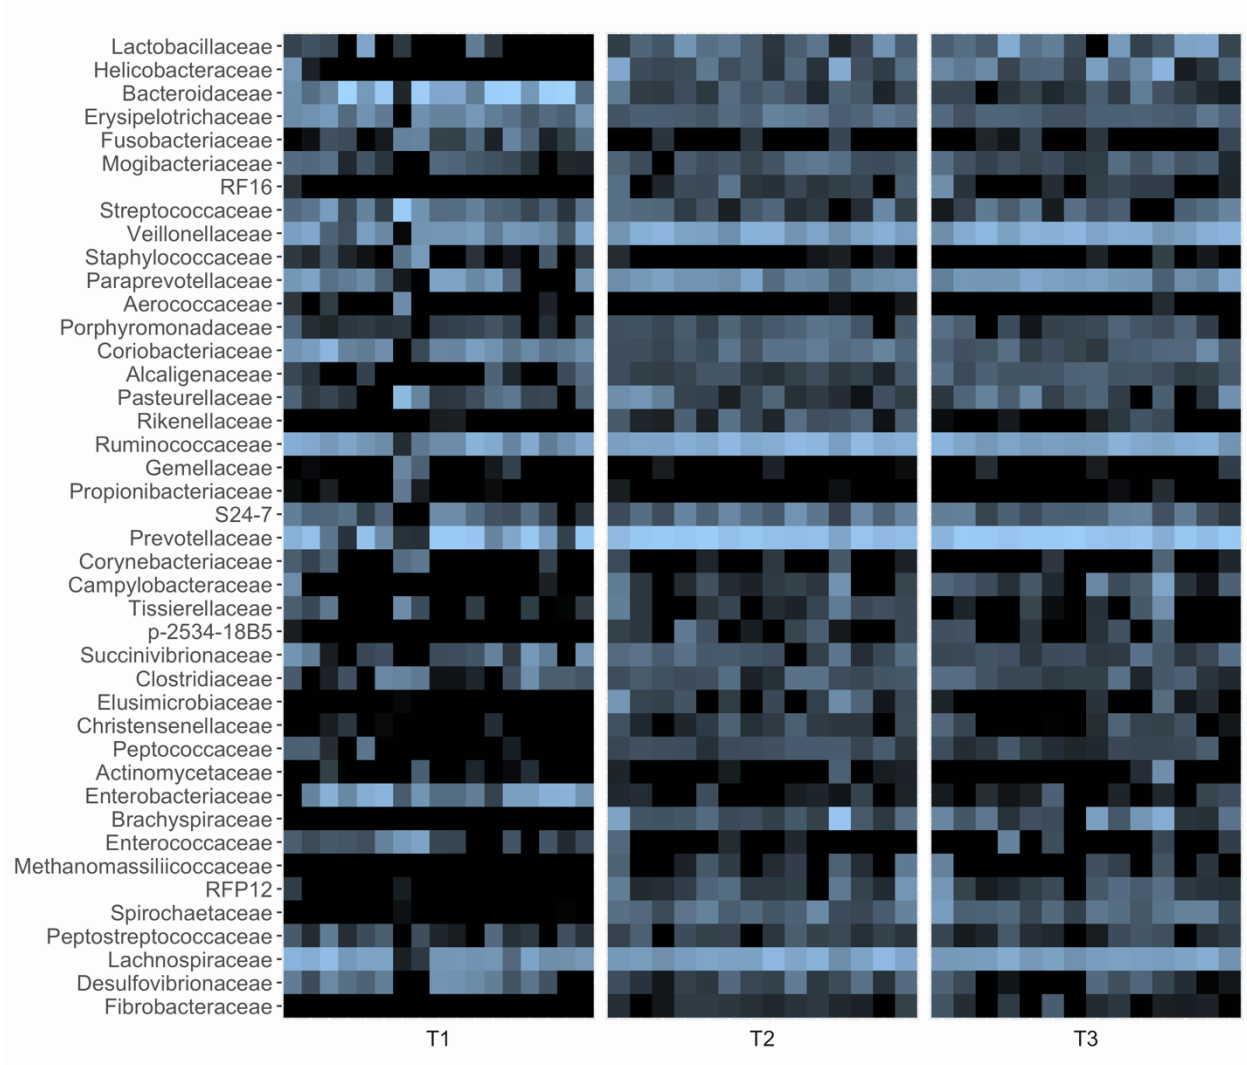 Lactobacillaceae
Helicobacteraceae
Bacteroidaceae
Erysipelotrichaceae
Fusobacteriaceae
Mogibacteriaceae
RF16
Streptococcaceae
Veillonellaceae
Staphylococcaceae
Paraprevotellaceae
Aerococcaceae
Porphyromonadaceae
Coriobacteriaceae
Alcaligenaceae
Pasteurellaceae
Rikenellaceae
Ruminococcaceae
Gemellaceae
Propionibacteriaceae
S24-7
Prevotellaceae
Corynebacteriaceae
Campylobacteraceae
Tissierellaceae
p-2534-18B5
Succinivibrionaceae
Clostridiaceae
Elusimicrobiaceae
Christensenellaceae
Peptococcaceae
Actinomycetaceae
Enterobacteriaceae
Brachyspiraceae
Enterococcaceae
Methanomassiliicoccaceae
RFP12
Spirochaetaceae
Peptostreptococcaceae
Lachnospiraceae
Desulfovibrionaceae
Fibrobacteraceae
T1 T2 T3